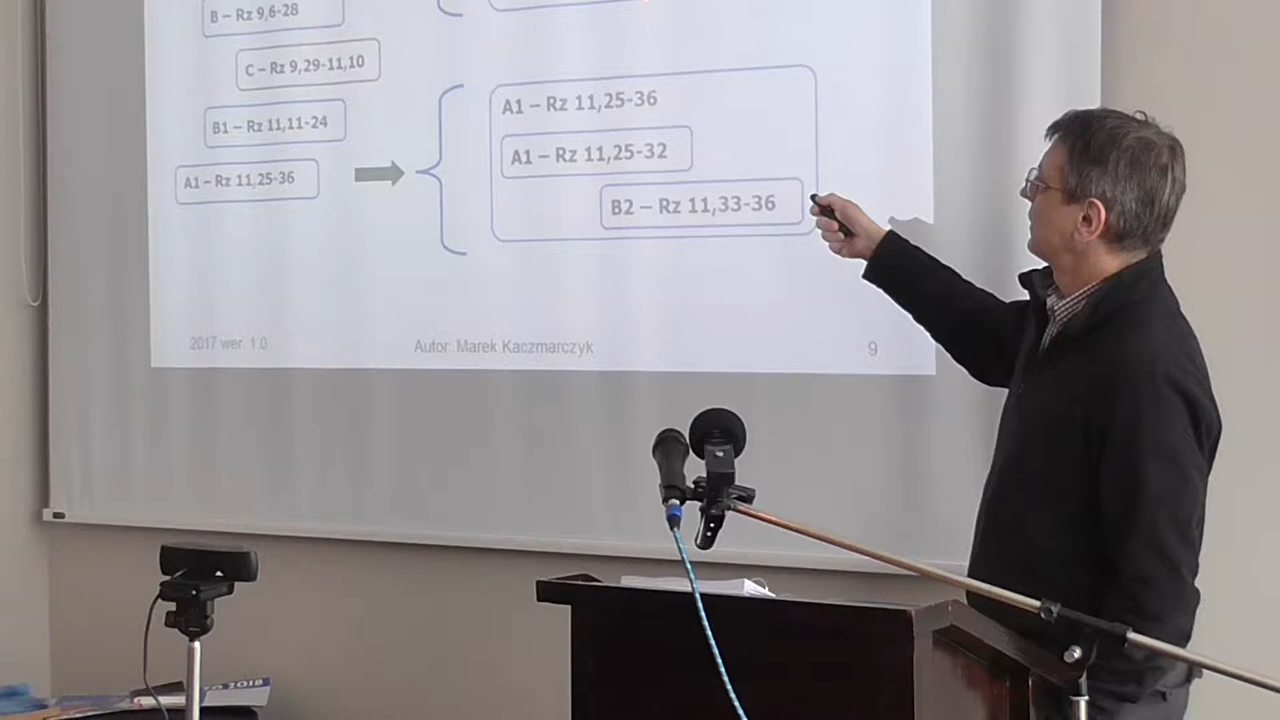 B – Rz 9,6-28
C – Rz 9,29-11,10
B1 – Rz 11,11-24
A1 – Rz 11,25-36
A1 – Rz 11,25-36
A1 – Rz 11,25-32
B2 – Rz 11,33-36
2017 wer. 1.0
Autor: Marek Kaczmarczyk
9
2018